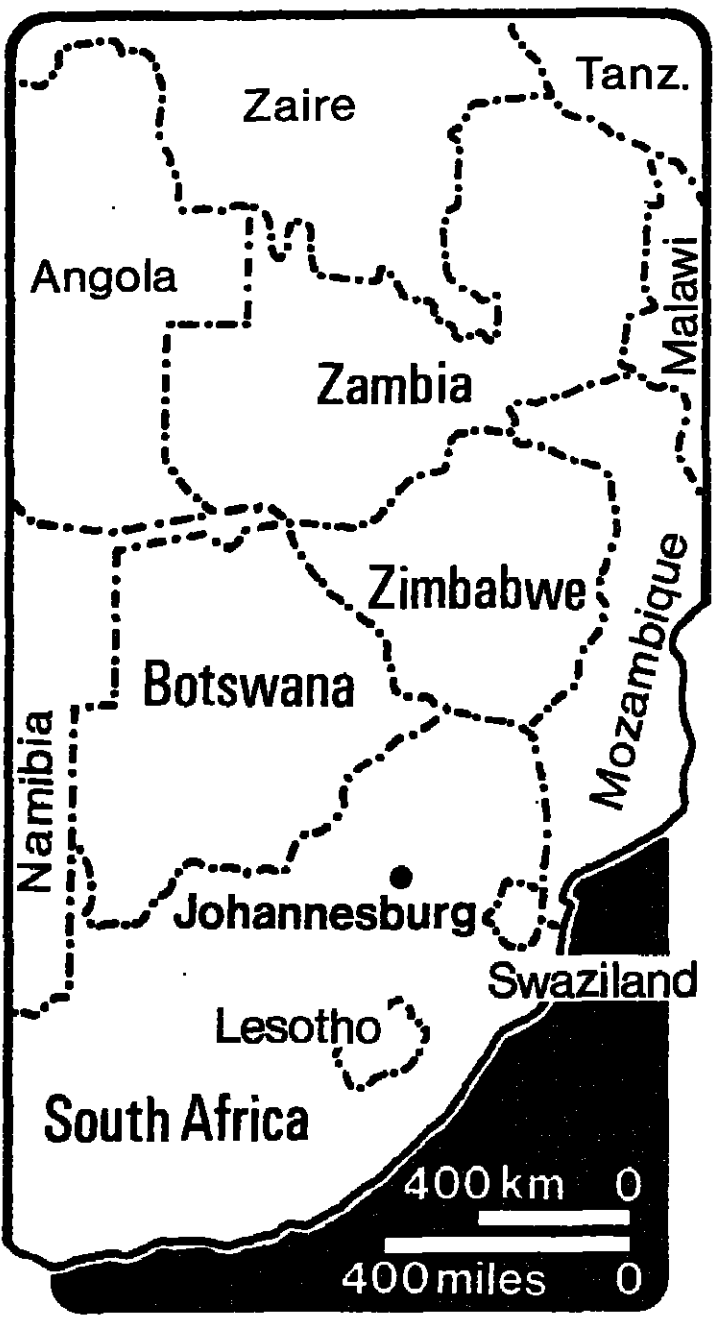 Tanz.
Zaire
Angola
Malawi
Zambia
Zimbabwe
Mozambique
Botswana
Namibia
Johannesburg
Swaziland
Lesotho
South Africa
400 km 0
400 miles 0